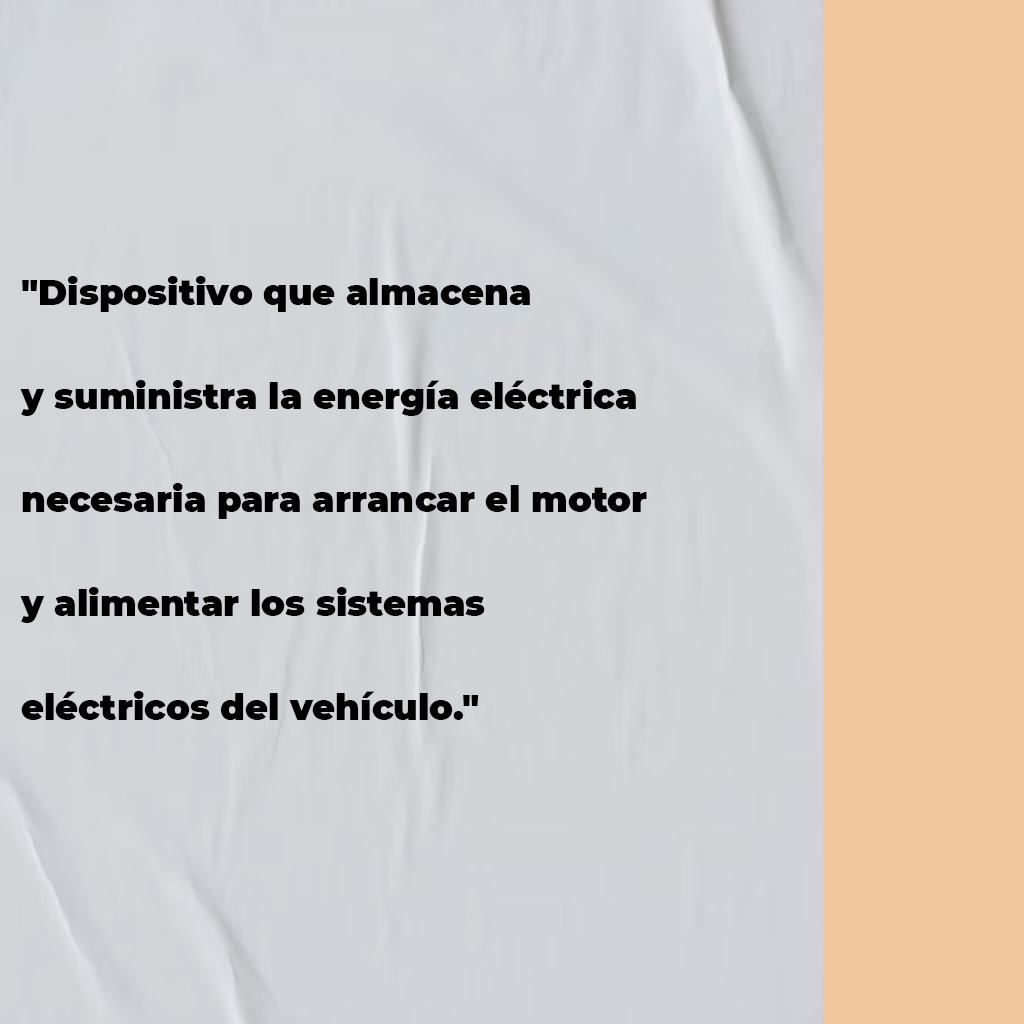 "Dispositivo que almacena
y suministra la energía eléctrica
necesaria para arrancar el motor
y alimentar los sistemas
eléctricos del vehículo."